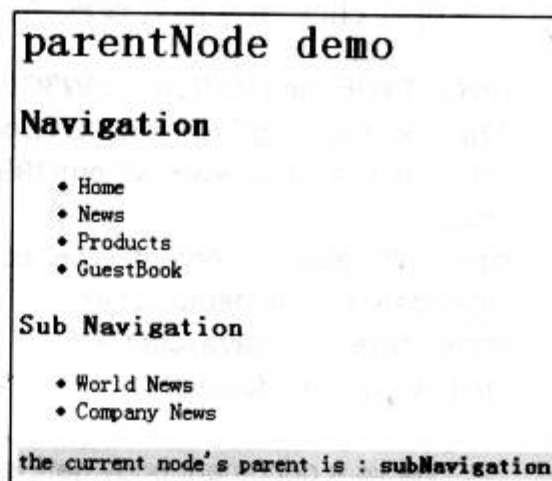 parentNode demo
Navigation
• Home
• News
• Products
• GuestBook
Sub Navigation
• World News
• Company News
the current node's parent is : subNavigation